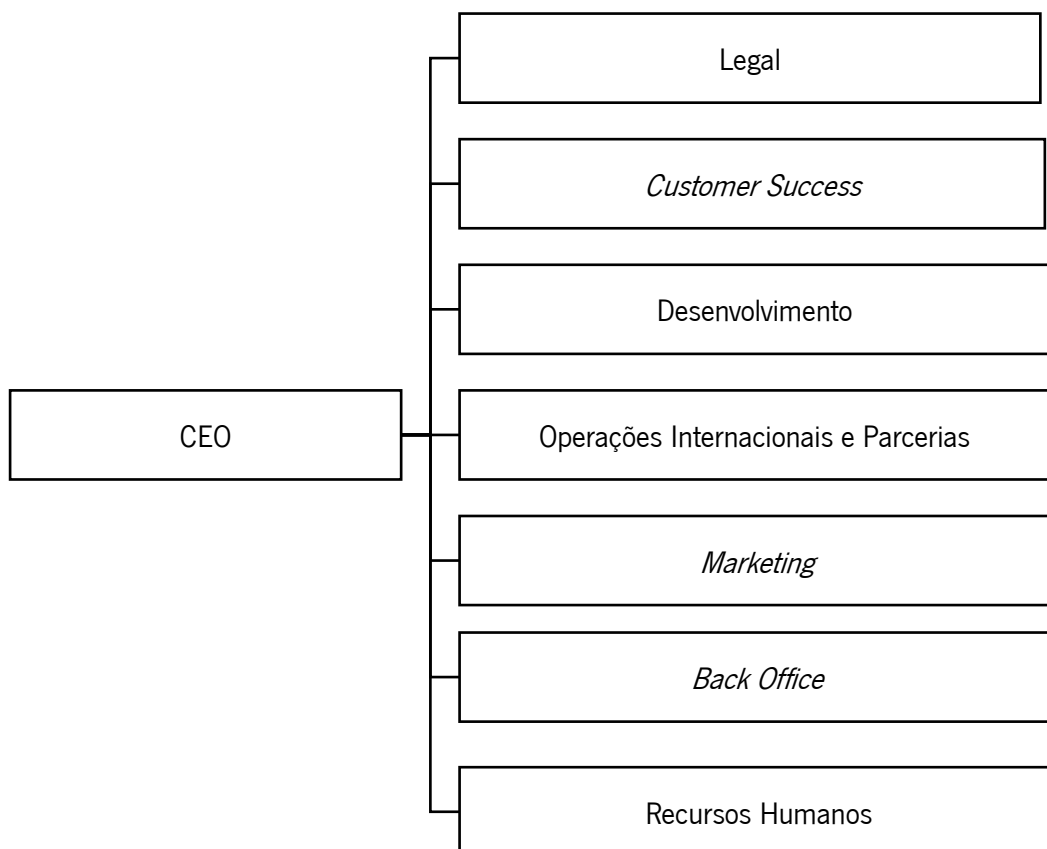 Legal
Customer Success
Desenvolvimento
CEO
Operações Internacionais e Parcerias
Marketing
Back Office
Recursos Humanos